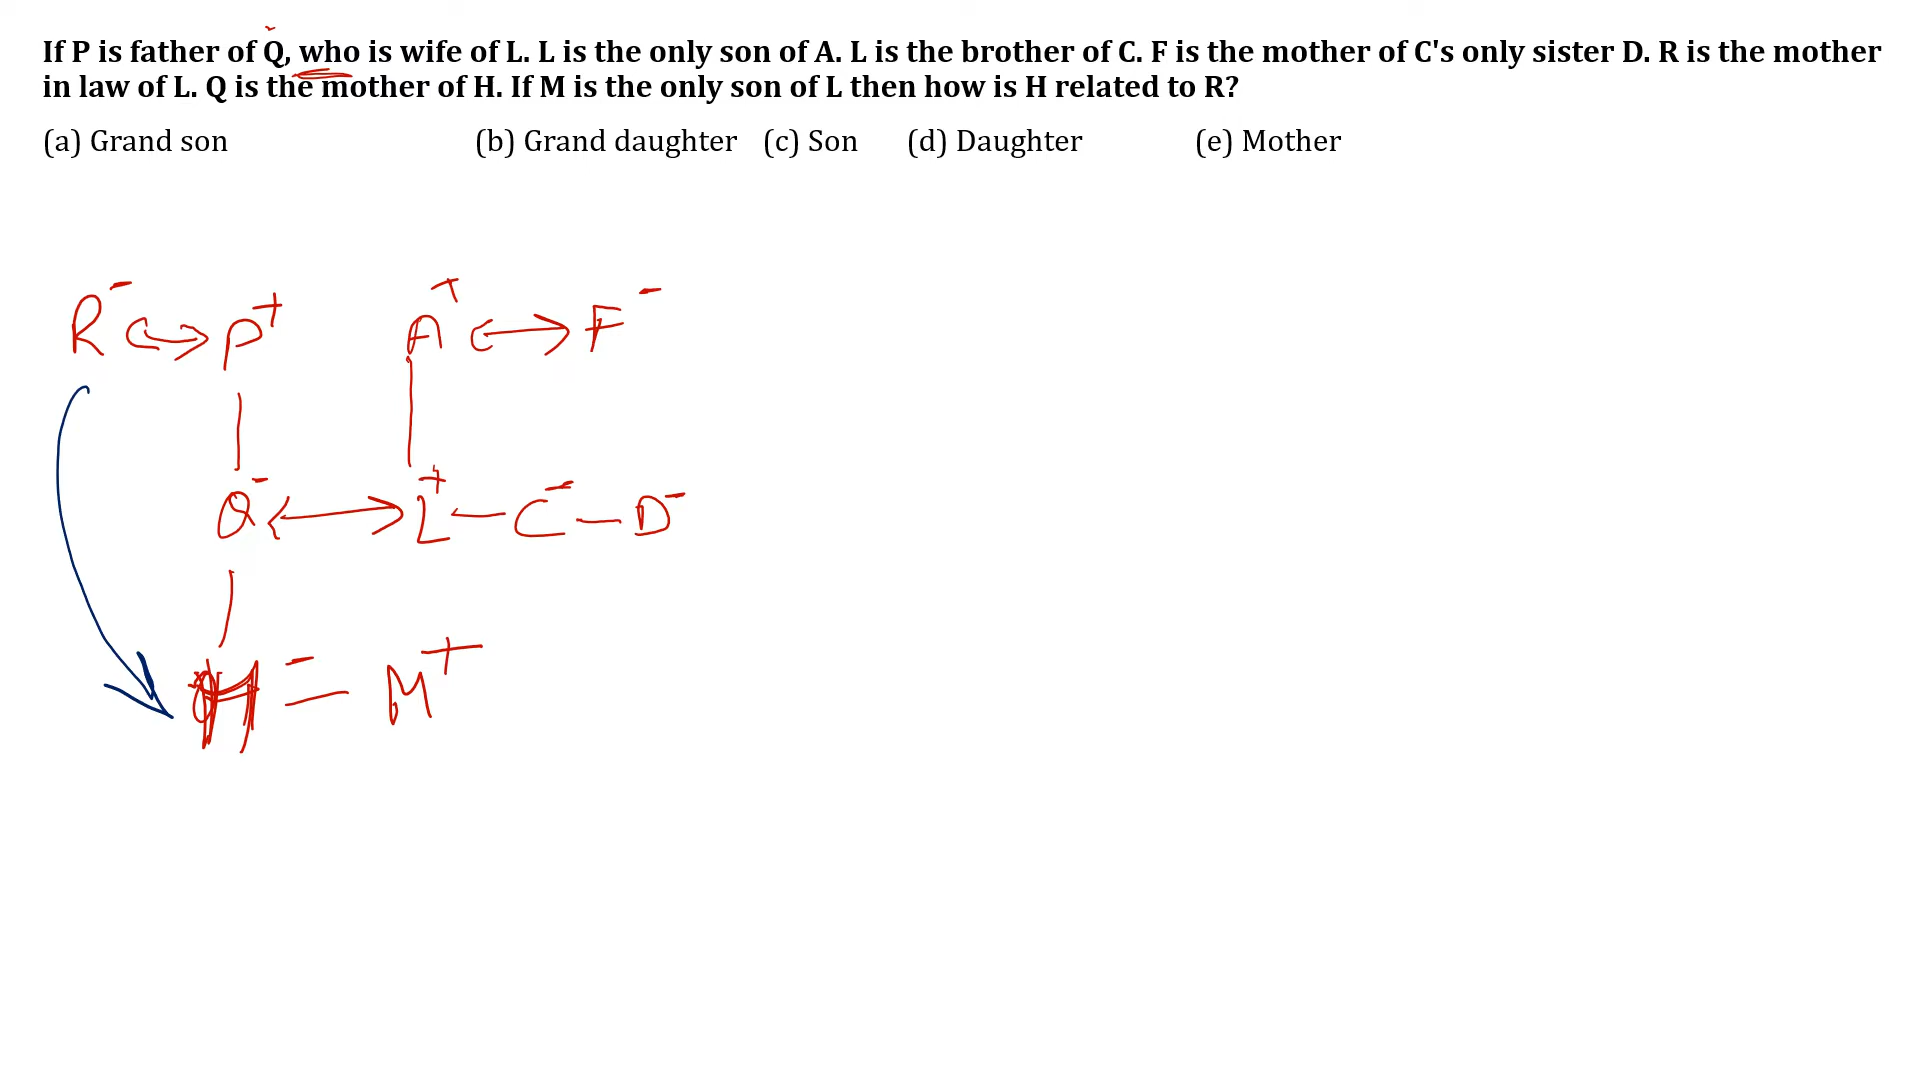 If P is father of Q, who is wife of L. L is the only son of A. L is the brother of C. F is the mother of C's only sister D. R is the mother
in law of L. Q is the mother of H. If M is the only son of L then how is H related to R?
(a) Grand son (b) Grand daughter (c) Son (d) Daughter (e) Mother
R⁻ ↔ P⁺ A⁺ ↔ F⁻
Q⁻ ↔ L⁺ – C⁻ – D⁻
H⁻ – M⁺